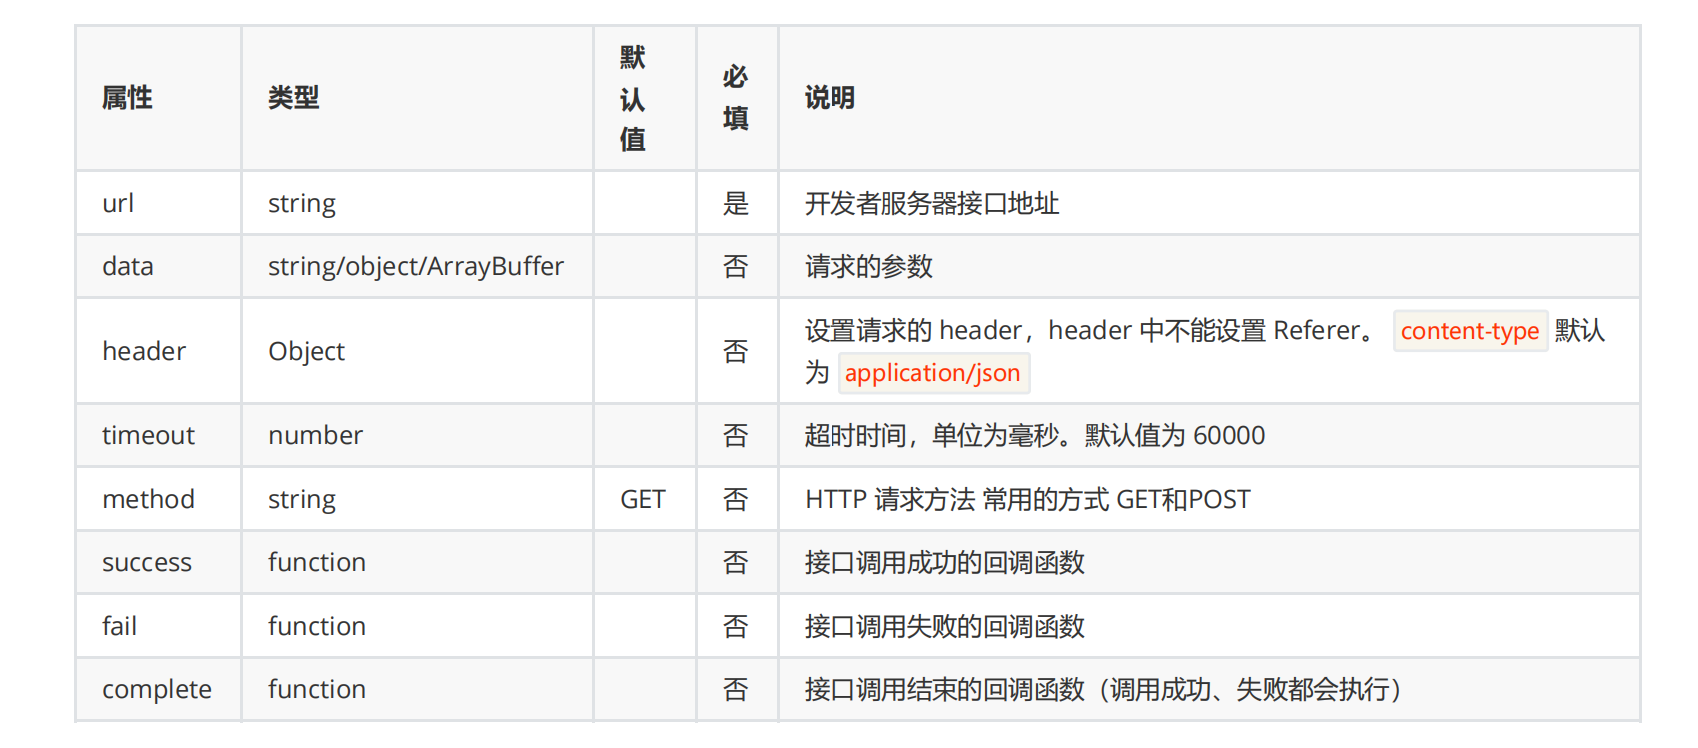 属性 类型 默认值 必填 说明
url string 是 开发者服务器接口地址
data string/object/ArrayBuffer 否 请求的参数
header Object 否 设置请求的 header，header 中不能设置 Referer。 content-type 默认
为 application/json
timeout number 否 超时时间，单位为毫秒。默认值为 60000
method string GET 否 HTTP 请求方法 常用的方式 GET和POST
success function 否 接口调用成功的回调函数
fail function 否 接口调用失败的回调函数
complete function 否 接口调用结束的回调函数（调用成功、失败都会执行）